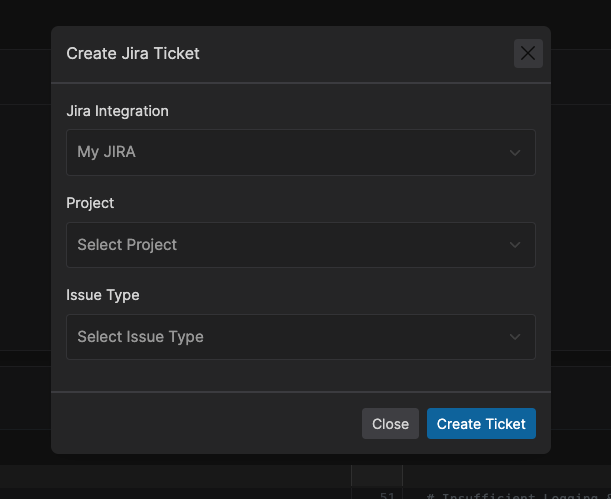 Create Jira Ticket
Jira Integration
My JIRA
Project
Select Project
Issue Type
Select Issue Type
Close
Create Ticket
51 # Insufficient Logging